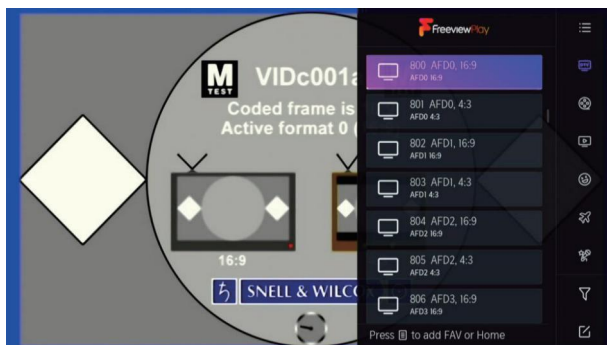 M
TEST
VIDc001a
Coded frame is
Active format 0 (
16:9
ち SNELL & WILCO
FreeviewPlay
800 AFD0, 16:9
AFD0 16:9
801 AFD0, 4:3
AFD0 4:3
802 AFD1, 16:9
AFD1 16:9
803 AFD1, 4:3
AFD1 4:3
804 AFD2, 16:9
AFD2 16:9
805 AFD2, 4:3
AFD2 4:3
806 AFD3, 16:9
AFD3 16:9
Press to add FAV or Home